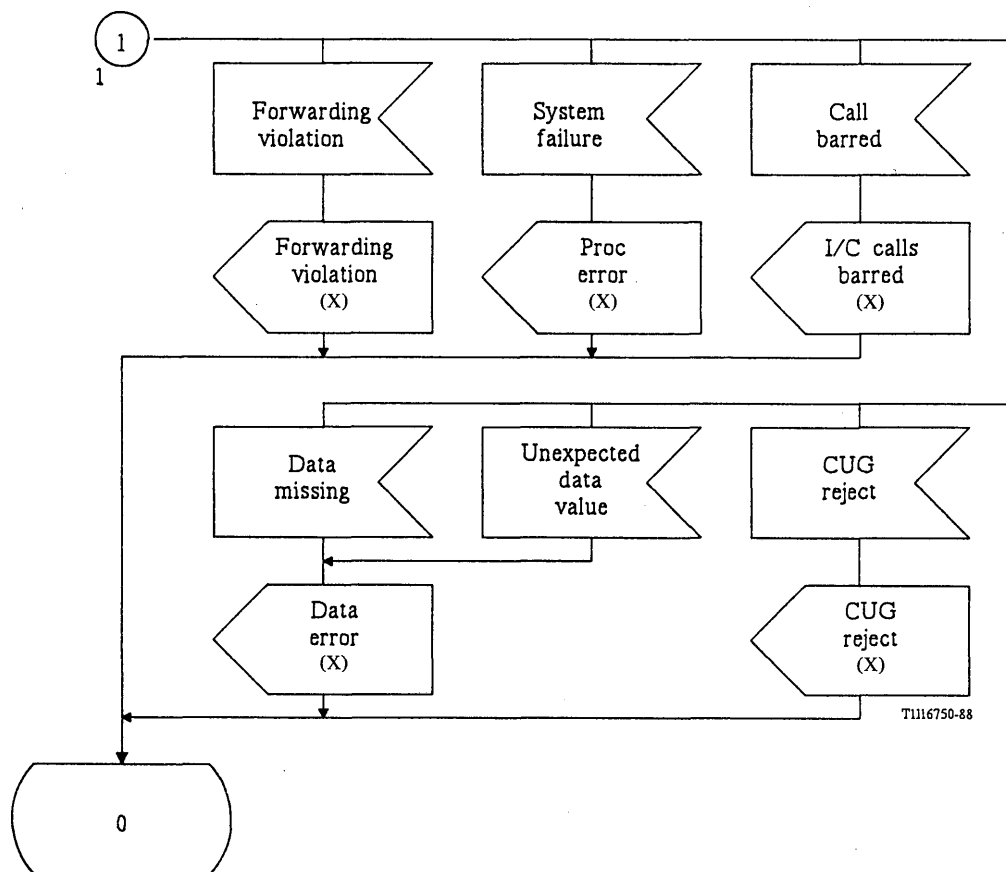 1
1
Forwarding
violation
System
failure
Call
barred
Forwarding
violation
(X)
Proc
error
(X)
I/C calls
barred
(X)
Data
missing
Unexpected
data
value
CUG
reject
Data
error
(X)
CUG
reject
(X)
T1116750-88
0